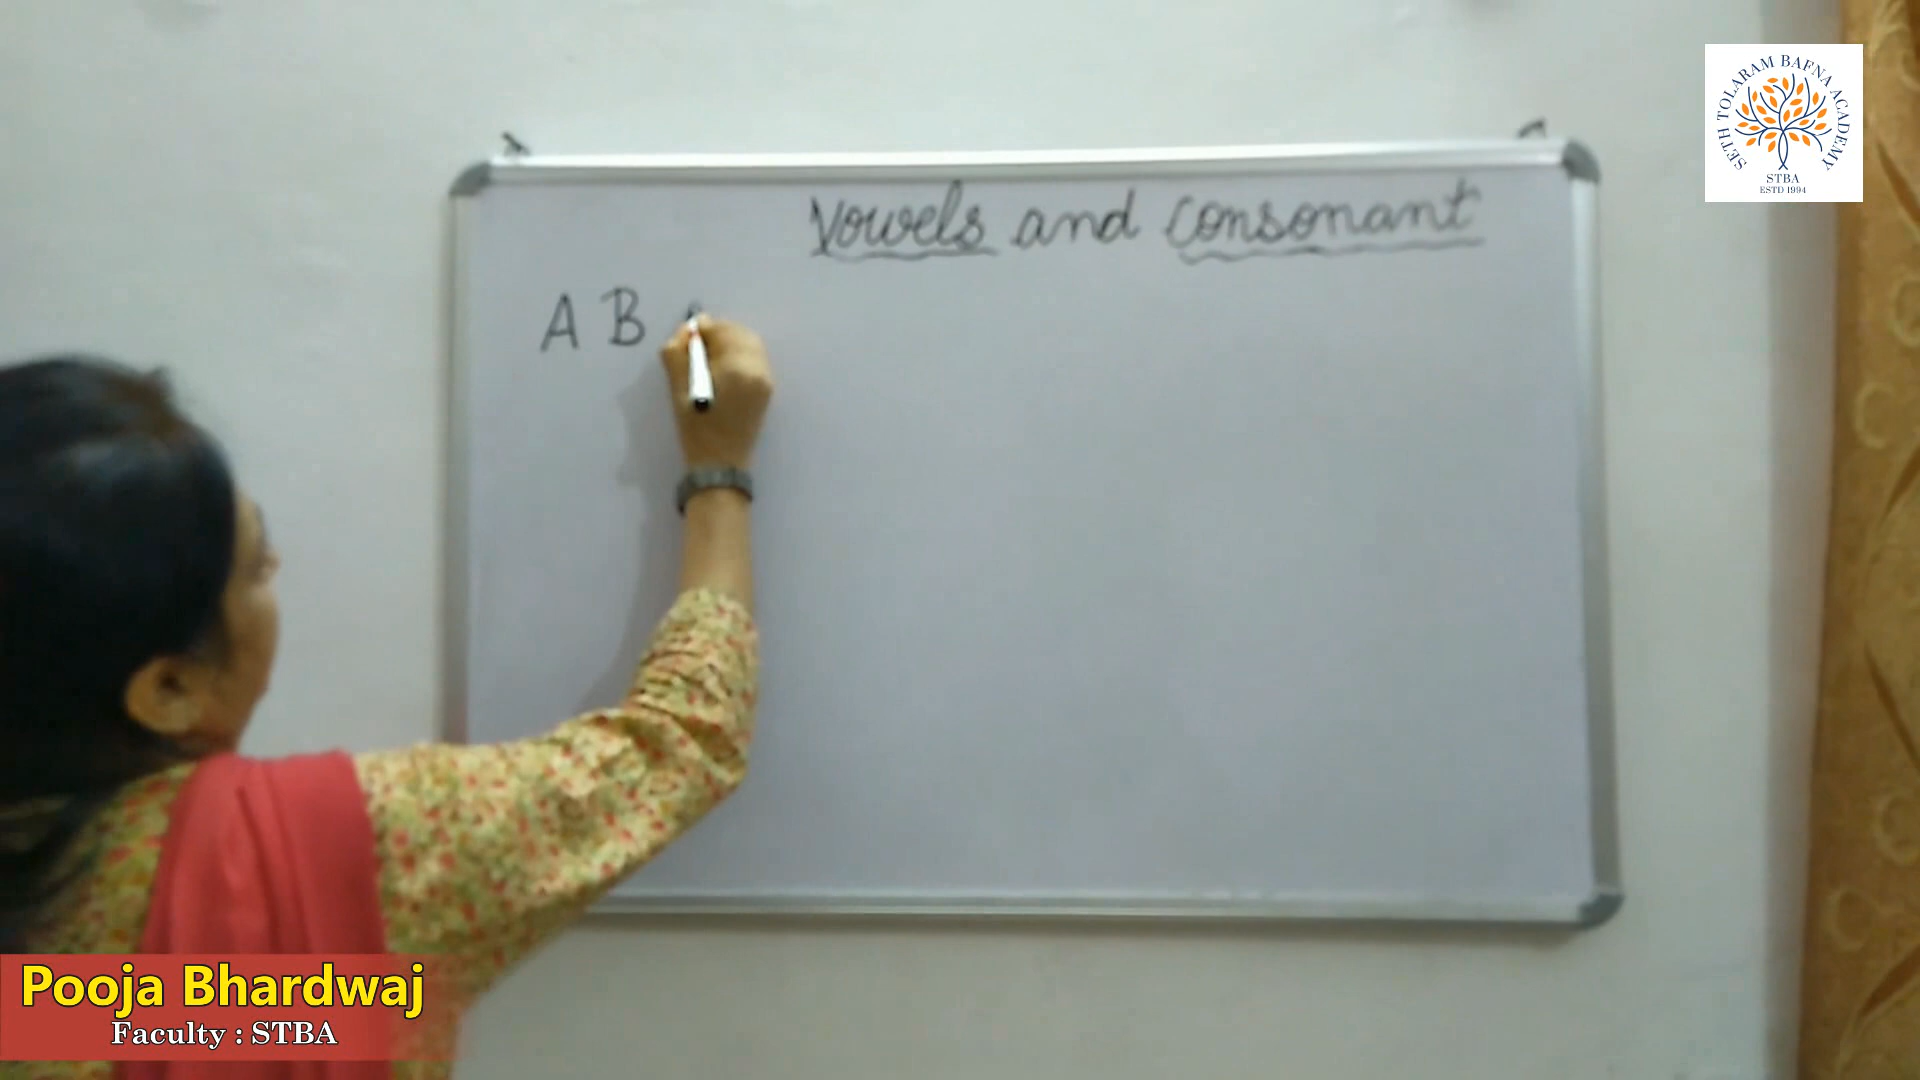 SETH TOLARAM BAFNA ACADEMY
STBA
ESTD 1994
Vowels and consonant
A B
Pooja Bhardwaj
Faculty : STBA